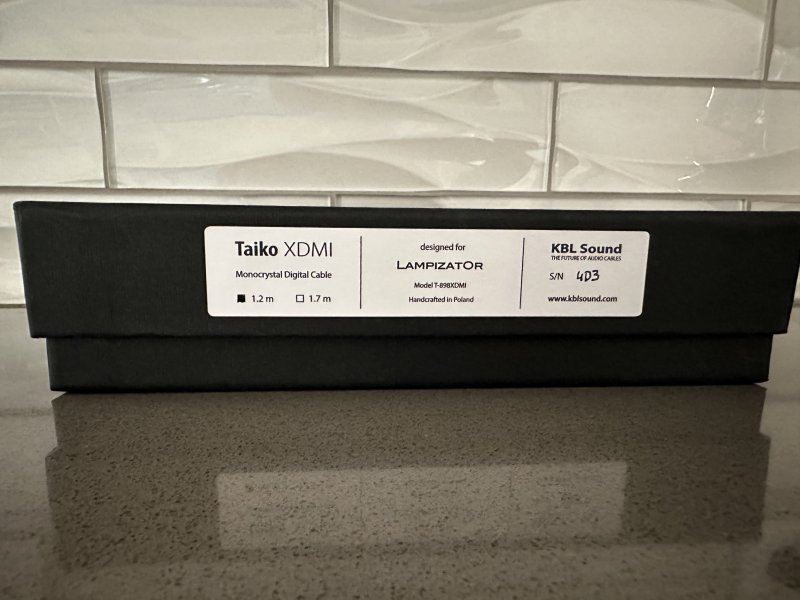 Taiko XDMI
Monocrystal Digital Cable
1.2 m 1.7 m
designed for
LAMPIZATOR
Model T-898XDMI
Handcrafted in Poland
KBL Sound
THE FUTURE OF AUDIO CABLES
S/N 4D3
www.kblsound.com